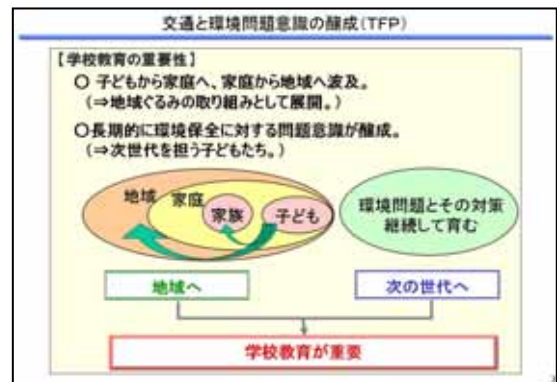 交通と環境問題意識の醸成(TFP)
【学校教育の重要性】
○ 子どもから家庭へ、家庭から地域へ波及。
(⇒地域ぐるみの取り組みとして展開。)
○長期的に環境保全に対する問題意識が醸成。
(⇒次世代を担う子どもたち。)
地域
家庭
家族
子ども
環境問題とその対策
継続して育む
地域へ
次の世代へ
学校教育が重要